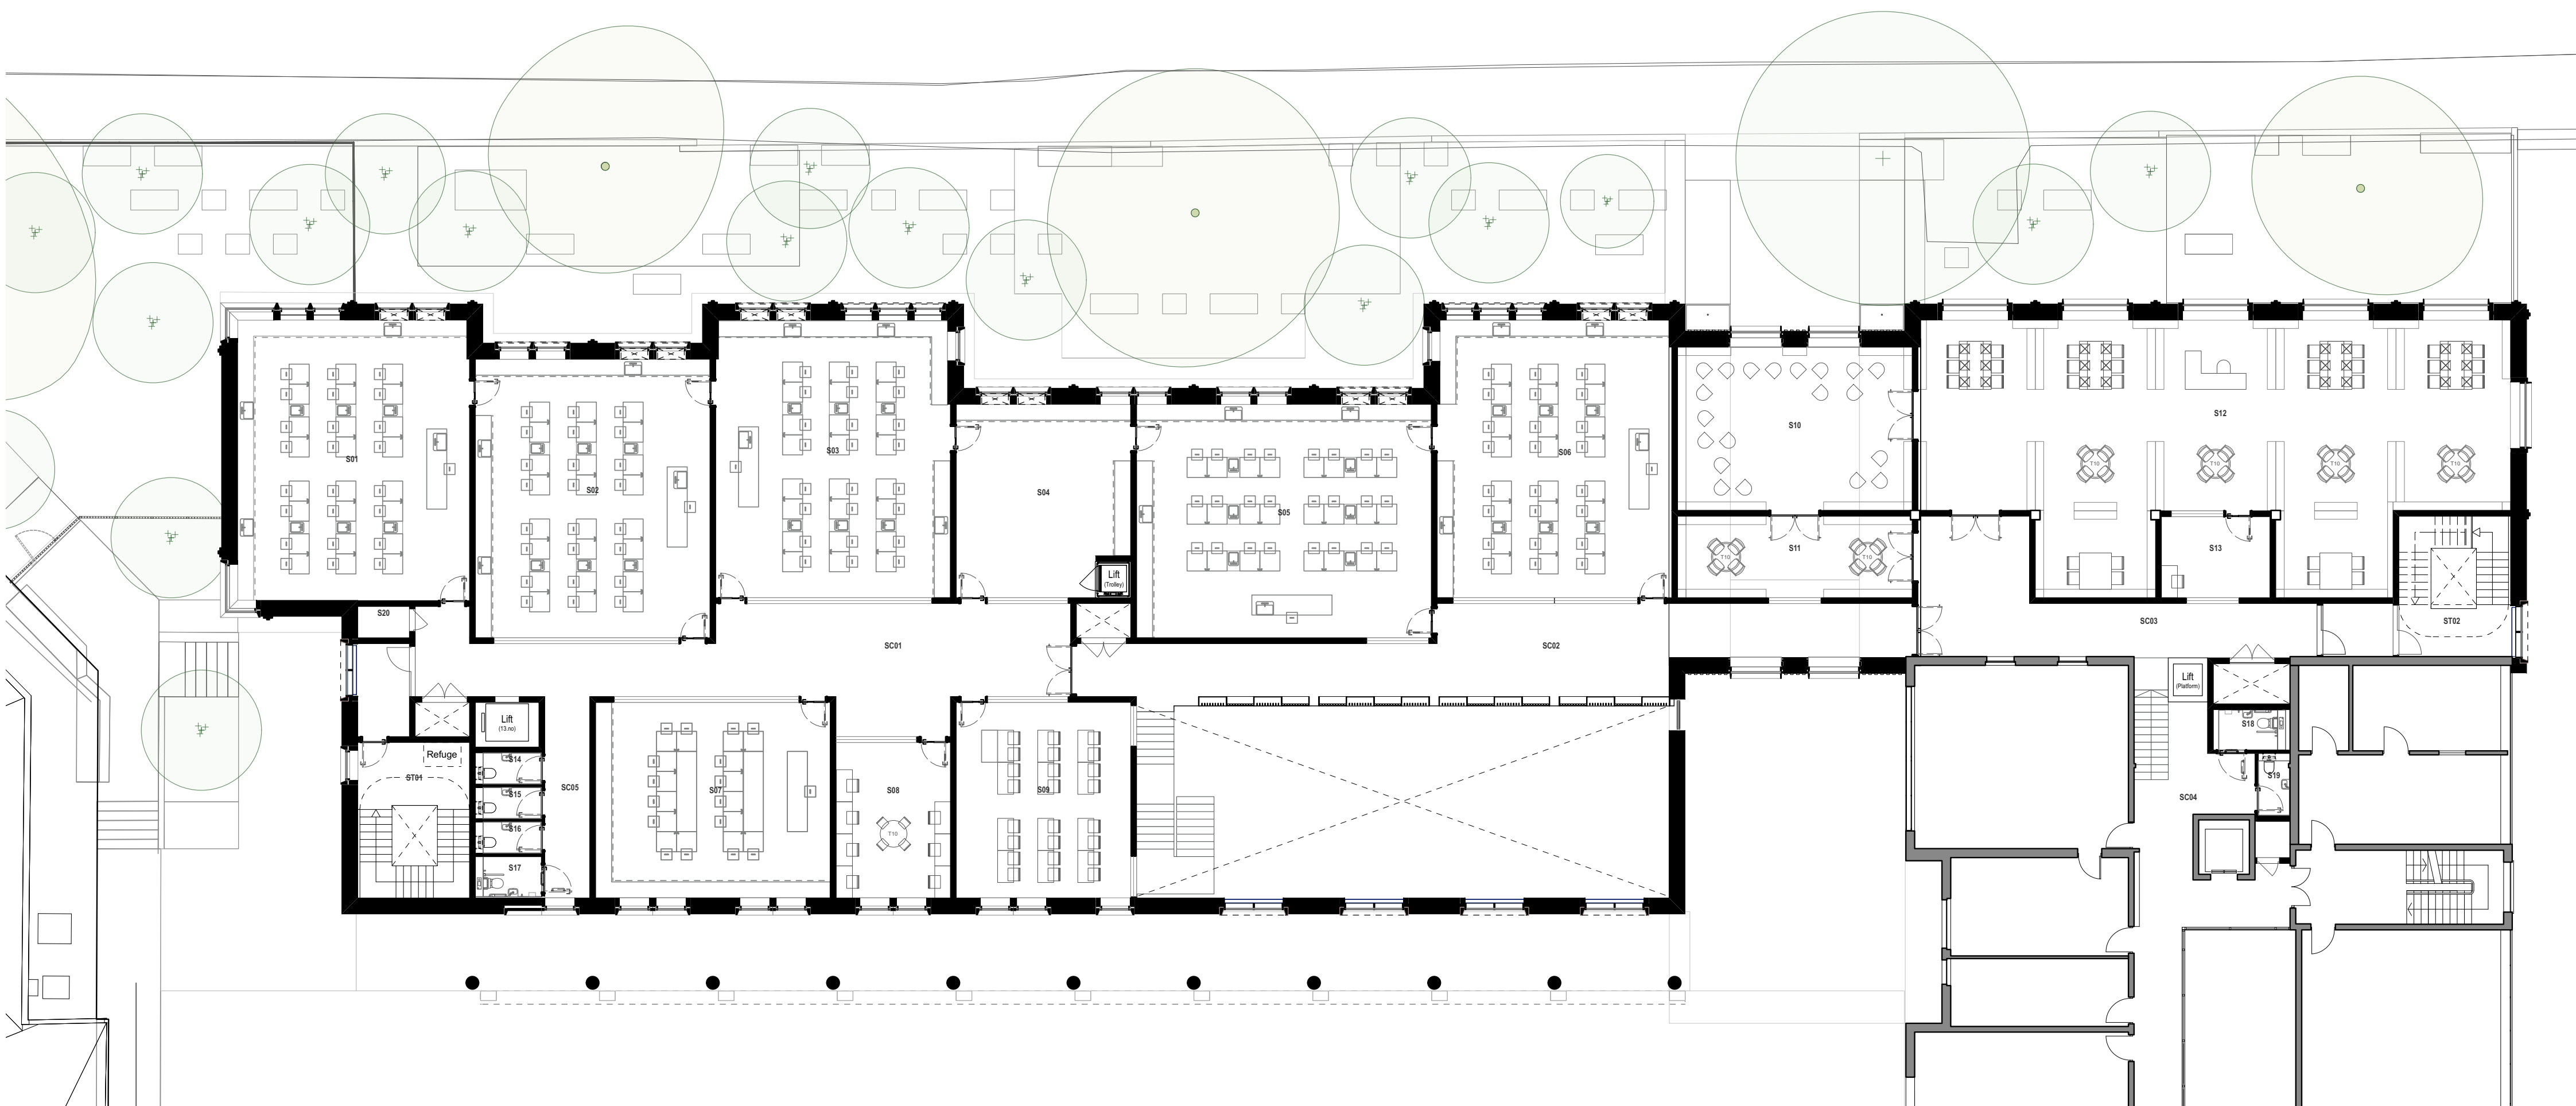 S12
S10
S01
S03
S06
S02
S04
S05
T10
T10
T10
T10
S11
T10
T10
S13
Lift
(Trolley)
S20
SC01
SC02
SC03
ST02
Lift
(Platform)
Lift
(13.no)
S18
Refuge
S14
ST01
S19
SC05
S07
S08
S09
S15
SC04
S16
T10
S17